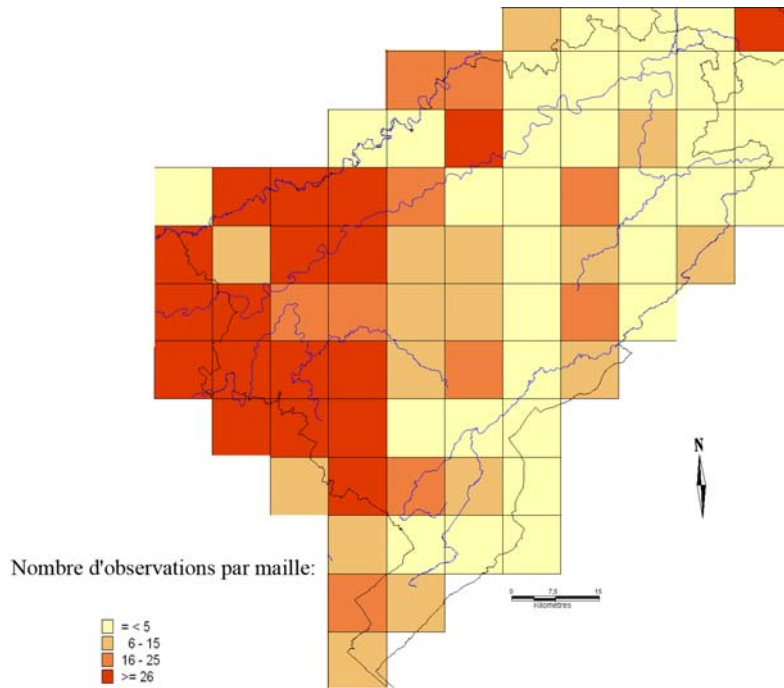 N
Nombre d'observations par maille:
0 7,5 15
Kilomètres
= < 5
6 - 15
16 - 25
>= 26